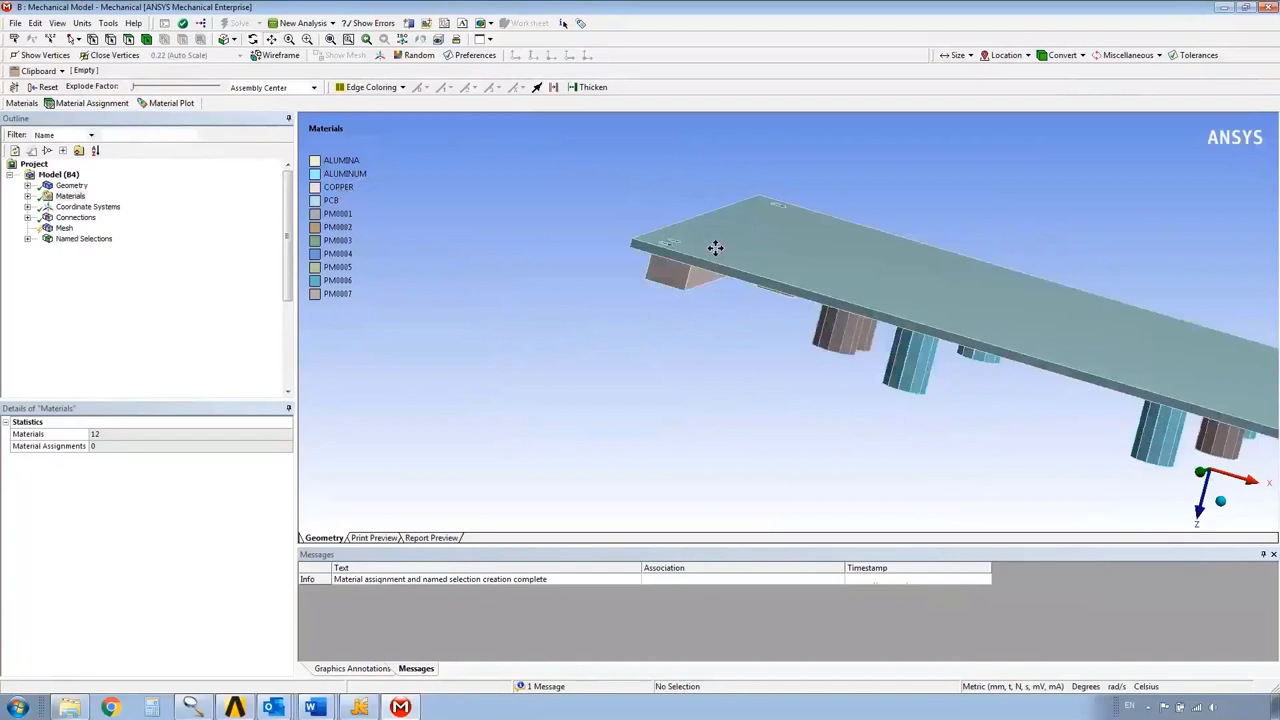 B : Mechanical Model - Mechanical [ANSYS Mechanical Enterprise]
File Edit View Units Tools Help Solve New Analysis Show Errors Worksheet
Show Vertices Close Vertices 0.22 (Auto Scale) Wireframe Show Mesh Random Preferences Size Location Convert Miscellaneous Tolerances
Clipboard [ Empty ]
Reset Explode Factor: Assembly Center Edge Coloring Thicken
Materials Material Assignment Material Plot
Outline
Filter: Name
Project
Model (B4)
Geometry
Materials
Coordinate Systems
Connections
Mesh
Named Selections
Details of "Materials"
Statistics
Materials 12
Material Assignments 0
Materials
ALUMINA
ALUMINUM
COPPER
PCB
PM0001
PM0002
PM0003
PM0004
PM0005
PM0006
PM0007
ANSYS
X
Z
Geometry Print Preview Report Preview
Messages
Text Association Timestamp
Info Material assignment and named selection creation complete
Graphics Annotations Messages
1 Message No Selection Metric (mm, t, N, s, mV, mA) Degrees rad/s Celsius
EN